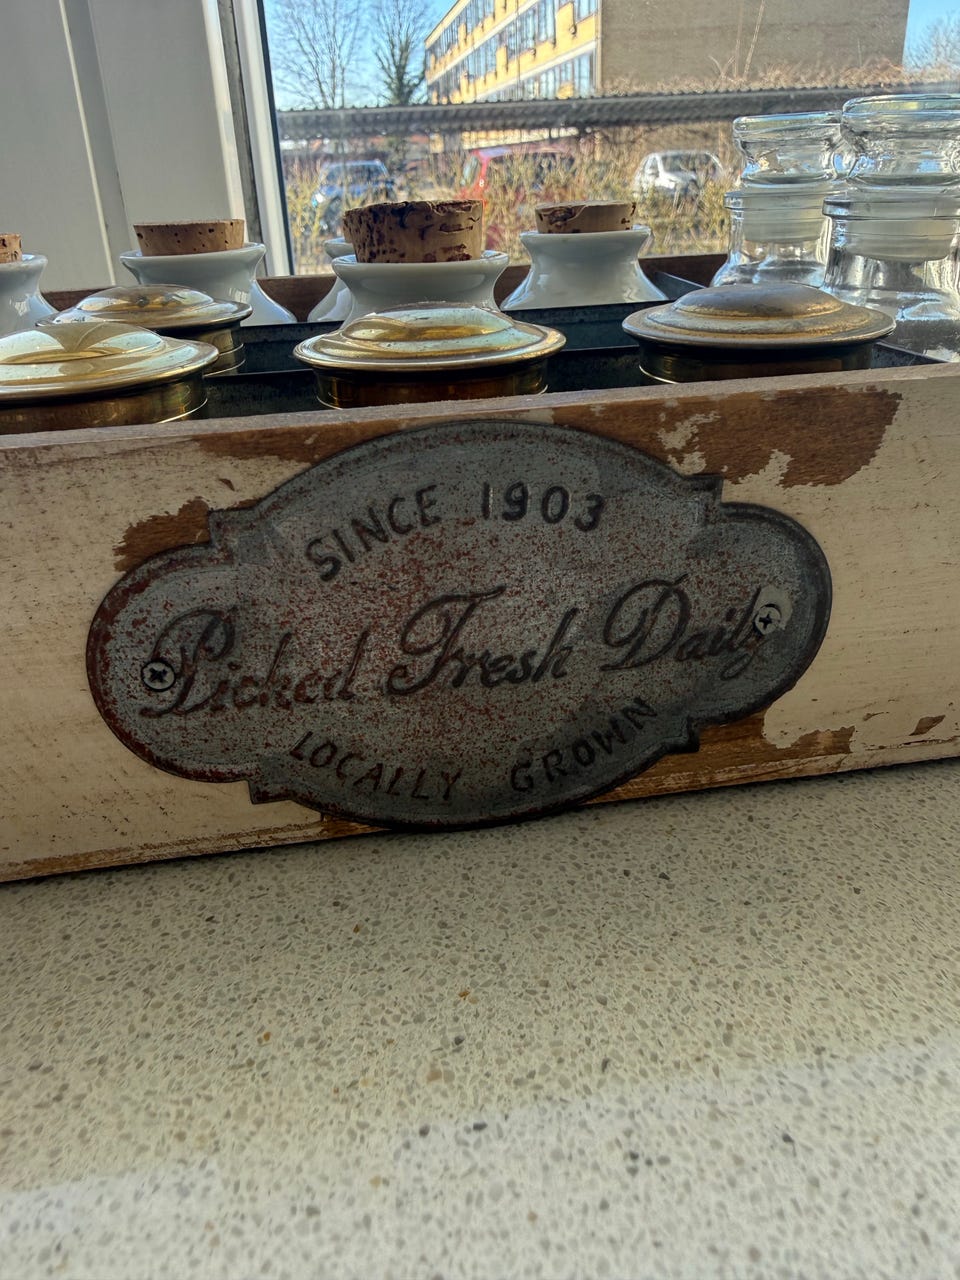 SINCE 1903
Picked Fresh Daily
LOCALLY GROWN